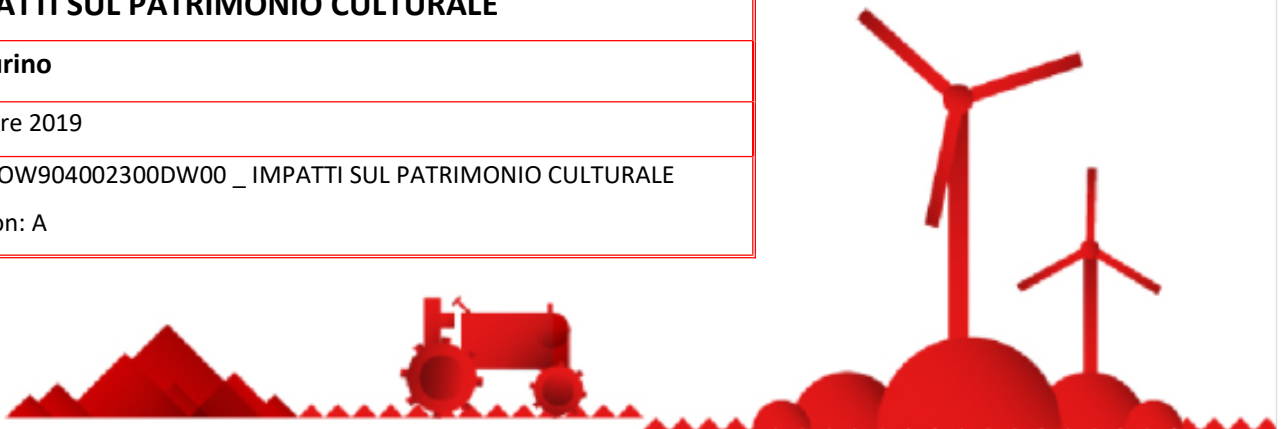 ATTI SUL PATRIMONIO CULTURALE
urino
re 2019
OW904002300DW00 _ IMPATTI SUL PATRIMONIO CULTURALE
on: A